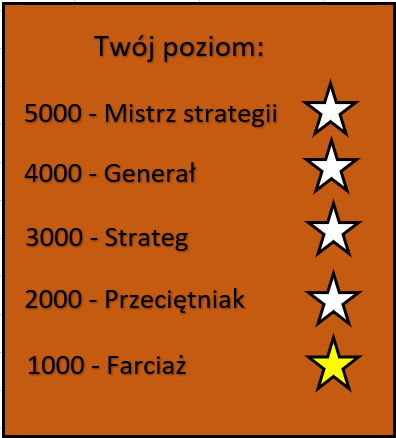 Twój poziom:
5000 - Mistrz strategii
4000 - Generał
3000 - Strateg
2000 - Przeciętniak
1000 - Farciaż